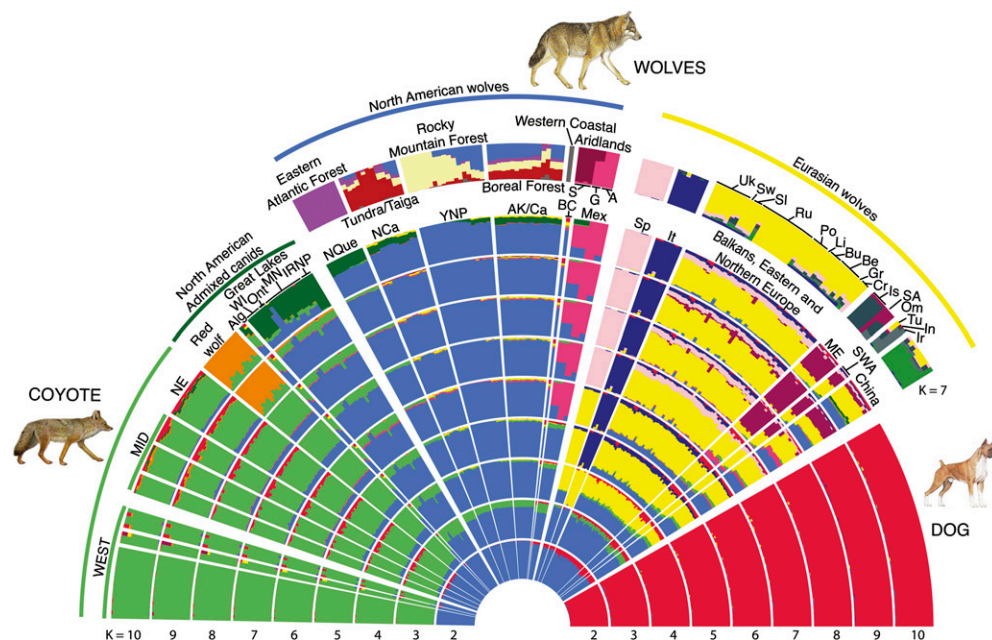 WOLVES
North American wolves
Eurasian wolves
North American
Admixed canids
Eastern
Atlantic Forest
Tundra/Taiga
Rocky
Mountain Forest
Boreal Forest
Western Coastal
Aridlands
S
G
A
BC
Mex
AK/Ca
YNP
NCa
NQue
Great Lakes
Alg
WI
Ont
MN
IRNP
Red
wolf
NE
MID
WEST
COYOTE
Sp
It
Balkans, Eastern and
Northern Europe
Uk
Sw
Sl
Ru
Po
Li
Bu
Be
Gr
Cr
Is
SA
Om
Tu
In
Ir
ME
SWA
China
K = 7
DOG
K = 10 9 8 7 6 5 4 3 2 2 3 4 5 6 7 8 9 10